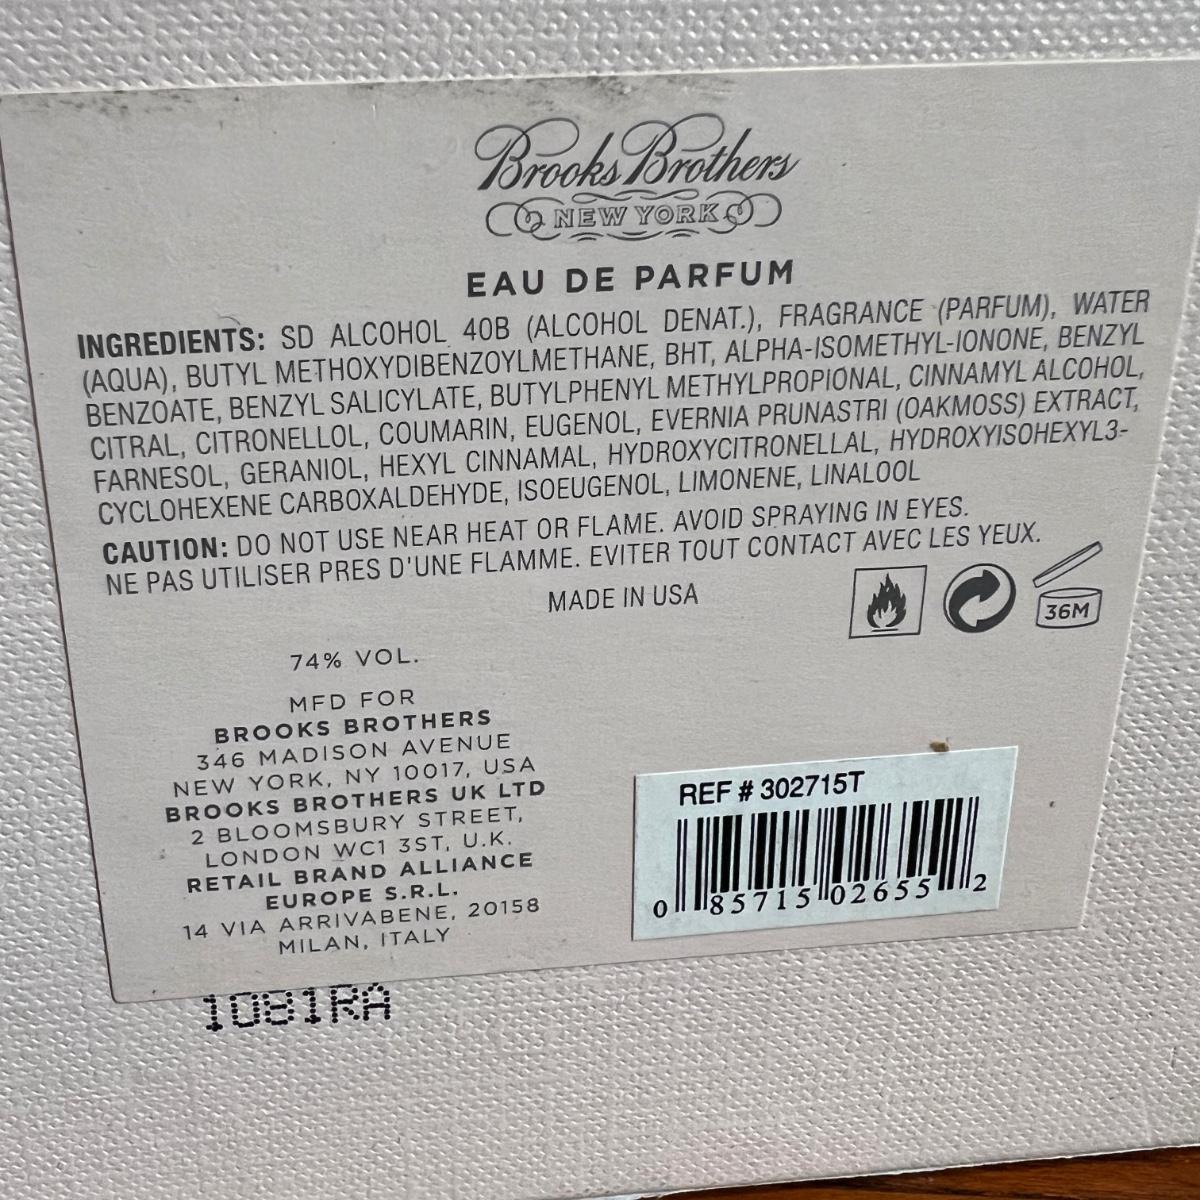 Brooks Brothers
NEW YORK
EAU DE PARFUM
INGREDIENTS: SD ALCOHOL 40B (ALCOHOL DENAT.), FRAGRANCE (PARFUM), WATER
(AQUA), BUTYL METHOXYDIBENZOYLMETHANE, BHT, ALPHA-ISOMETHYL-IONONE, BENZYL
BENZOATE, BENZYL SALICYLATE, BUTYLPHENYL METHYLPROPIONAL, CINNAMYL ALCOHOL,
CITRAL, CITRONELLOL, COUMARIN, EUGENOL, EVERNIA PRUNASTRI (OAKMOSS) EXTRACT,
FARNESOL, GERANIOL, HEXYL CINNAMAL, HYDROXYCITRONELLAL, HYDROXYISOHEXYL3-
CYCLOHEXENE CARBOXALDEHYDE, ISOEUGENOL, LIMONENE, LINALOOL
CAUTION: DO NOT USE NEAR HEAT OR FLAME. AVOID SPRAYING IN EYES.
NE PAS UTILISER PRES D'UNE FLAMME. EVITER TOUT CONTACT AVEC LES YEUX.
MADE IN USA
36M
74% VOL.
MFD FOR
BROOKS BROTHERS
346 MADISON AVENUE
NEW YORK, NY 10017, USA
BROOKS BROTHERS UK LTD
2 BLOOMSBURY STREET,
LONDON WC1 3ST, U.K.
RETAIL BRAND ALLIANCE
EUROPE S.R.L.
14 VIA ARRIVABENE, 20158
MILAN, ITALY
REF # 302715T
0 85715 02655 2
1081RA